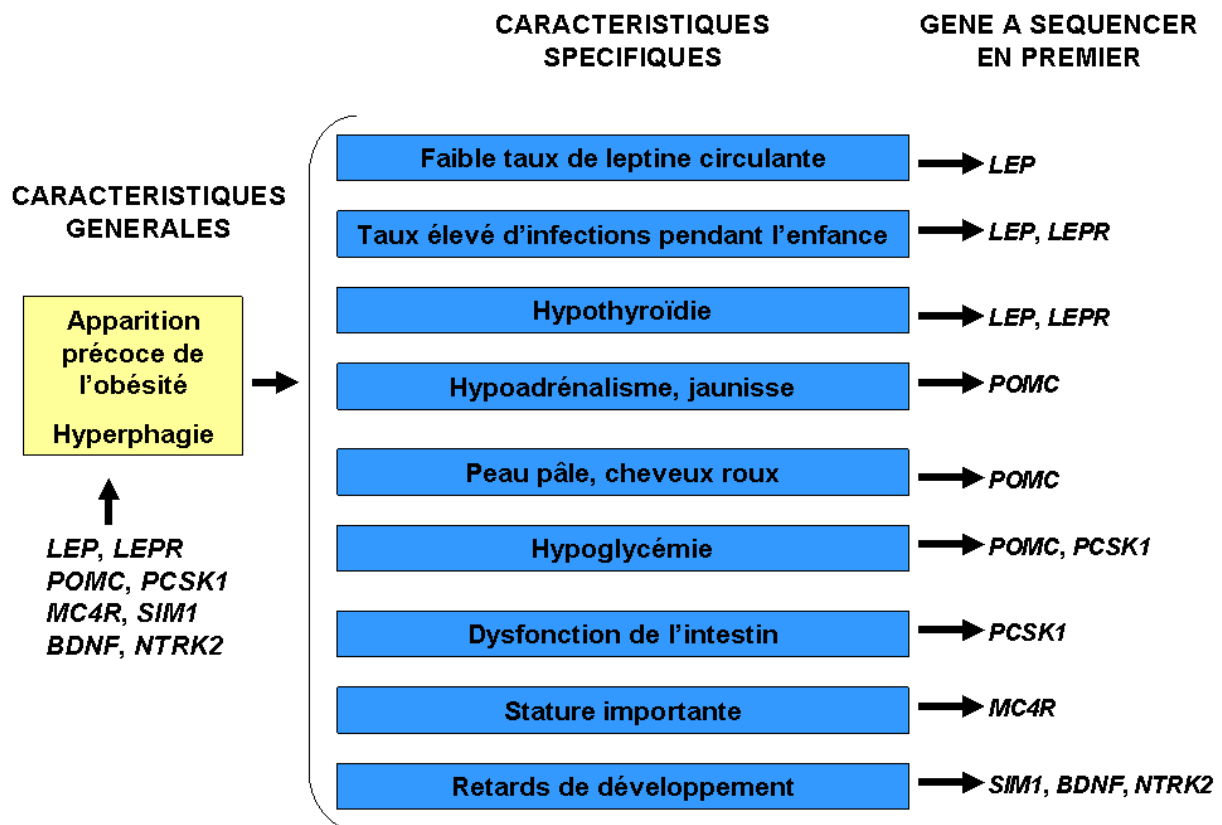 CARACTERISTIQUES
SPECIFIQUES
GENE A SEQUENCER
EN PREMIER
CARACTERISTIQUES
GENERALES
Apparition
précoce de
l'obésité
Hyperphagie
LEP, LEPR
POMC, PCSK1
MC4R, SIM1
BDNF, NTRK2
Faible taux de leptine circulante
LEP
Taux élevé d'infections pendant l'enfance
LEP, LEPR
Hypothyroïdie
LEP, LEPR
Hypoadrénalisme, jaunisse
POMC
Peau pâle, cheveux roux
POMC
Hypoglycémie
POMC, PCSK1
Dysfonction de l'intestin
PCSK1
Stature importante
MC4R
Retards de développement
SIM1, BDNF, NTRK2